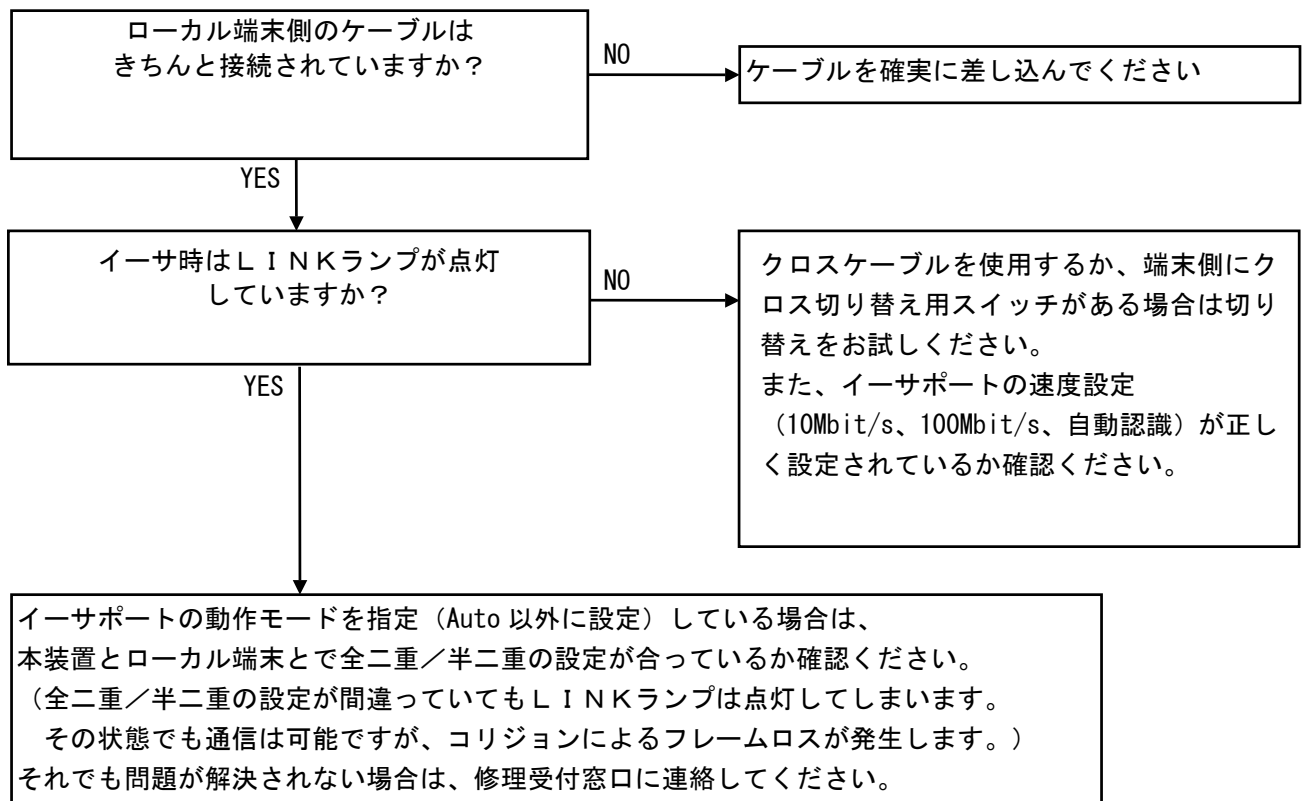 ローカル端末側のケーブルは
きちんと接続されていますか？
NO
ケーブルを確実に差し込んでください
YES
イーサ時はＬＩＮＫランプが点灯
していますか？
NO
クロスケーブルを使用するか、端末側にク
ロス切り替え用スイッチがある場合は切り
替えをお試しください。
また、イーサポートの速度設定
（10Mbit/s、100Mbit/s、自動認識）が正し
く設定されているか確認ください。
YES
イーサポートの動作モードを指定（Auto 以外に設定）している場合は、
本装置とローカル端末とで全二重／半二重の設定が合っているか確認ください。
（全二重／半二重の設定が間違っていてもＬＩＮＫランプは点灯してしまいます。
その状態でも通信は可能ですが、コリジョンによるフレームロスが発生します。）
それでも問題が解決されない場合は、修理受付窓口に連絡してください。